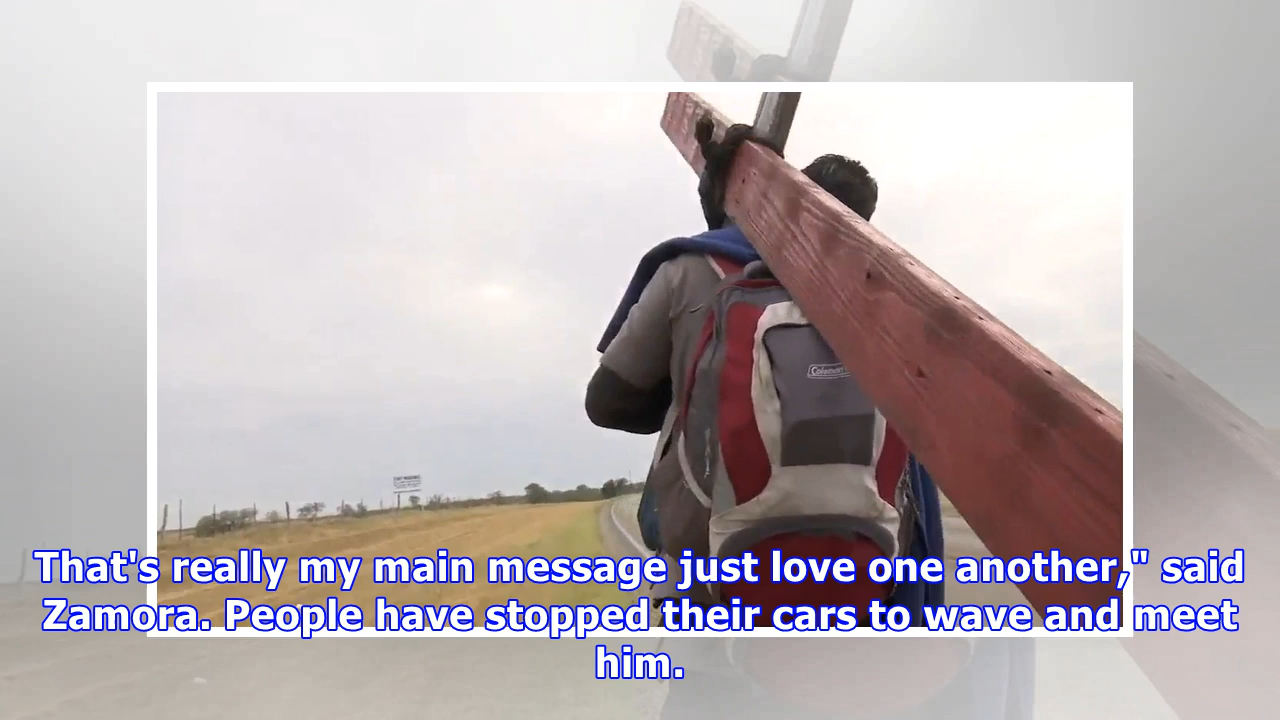 Coleman
That's really my main message just love one another," said
Zamora. People have stopped their cars to wave and meet
him.